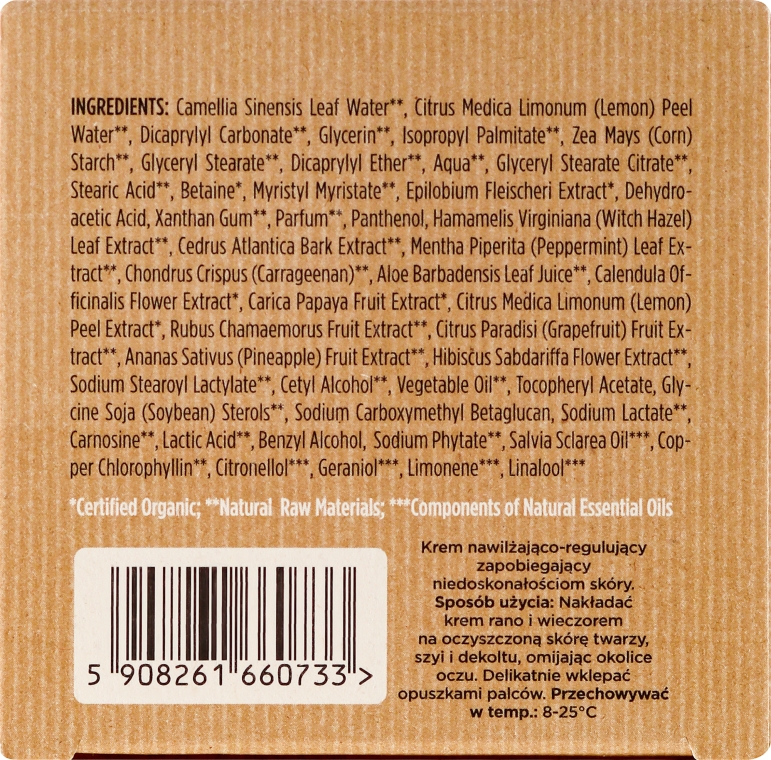 INGREDIENTS: Camellia Sinensis Leaf Water**, Citrus Medica Limonum (Lemon) Peel
Water**, Dicaprylyl Carbonate**, Glycerin**, Isopropyl Palmitate**, Zea Mays (Corn)
Starch**, Glyceryl Stearate**, Dicaprylyl Ether**, Aqua**, Glyceryl Stearate Citrate**,
Stearic Acid**, Betaine*, Myristyl Myristate**, Epilobium Fleischeri Extract*, Dehydro-
acetic Acid, Xanthan Gum**, Parfum**, Panthenol, Hamamelis Virginiana (Witch Hazel)
Leaf Extract**, Cedrus Atlantica Bark Extract**, Mentha Piperita (Peppermint) Leaf Ex-
tract**, Chondrus Crispus (Carrageenan)**, Aloe Barbadensis Leaf Juice**, Calendula Of-
ficinalis Flower Extract*, Carica Papaya Fruit Extract*, Citrus Medica Limonum (Lemon)
Peel Extract*, Rubus Chamaemorus Fruit Extract**, Citrus Paradisi (Grapefruit) Fruit Ex-
tract**, Ananas Sativus (Pineapple) Fruit Extract**, Hibiscus Sabdariffa Flower Extract**,
Sodium Stearoyl Lactylate**, Cetyl Alcohol**, Vegetable Oil**, Tocopheryl Acetate, Gly-
cine Soja (Soybean) Sterols**, Sodium Carboxymethyl Betaglucan, Sodium Lactate**,
Carnosine**, Lactic Acid**, Benzyl Alcohol, Sodium Phytate**, Salvia Sclarea Oil***, Cop-
per Chlorophyllin**, Citronellol***, Geraniol***, Limonene***, Linalool***
*Certified Organic; **Natural Raw Materials; ***Components of Natural Essential Oils
Krem nawilżająco-regulujący
zapobiegający
niedoskonałościom skóry.
Sposób użycia: Nakładać
krem rano i wieczorem
na oczyszczoną skórę twarzy,
szyi i dekoltu, omijając okolice
oczu. Delikatnie wklepać
opuszkami palców. Przechowywać
w temp.: 8-25°C
5 908261 660733 >